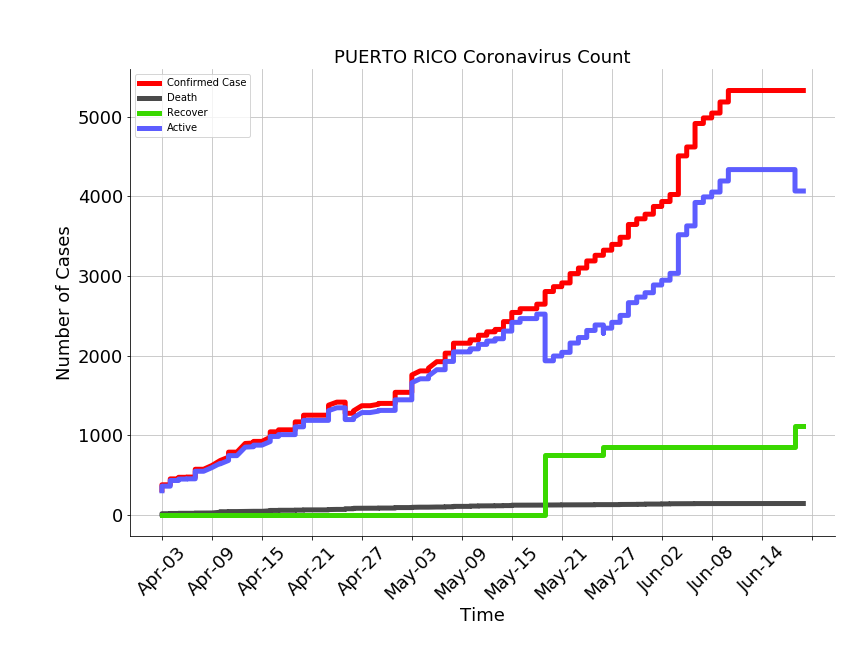 PUERTO RICO Coronavirus Count
Confirmed Case
Death
Recover
Active
Number of Cases
5000
4000
3000
2000
1000
0
Apr-03
Apr-09
Apr-15
Apr-21
Apr-27
May-03
May-09
May-15
May-21
May-27
Jun-02
Jun-08
Jun-14
Time